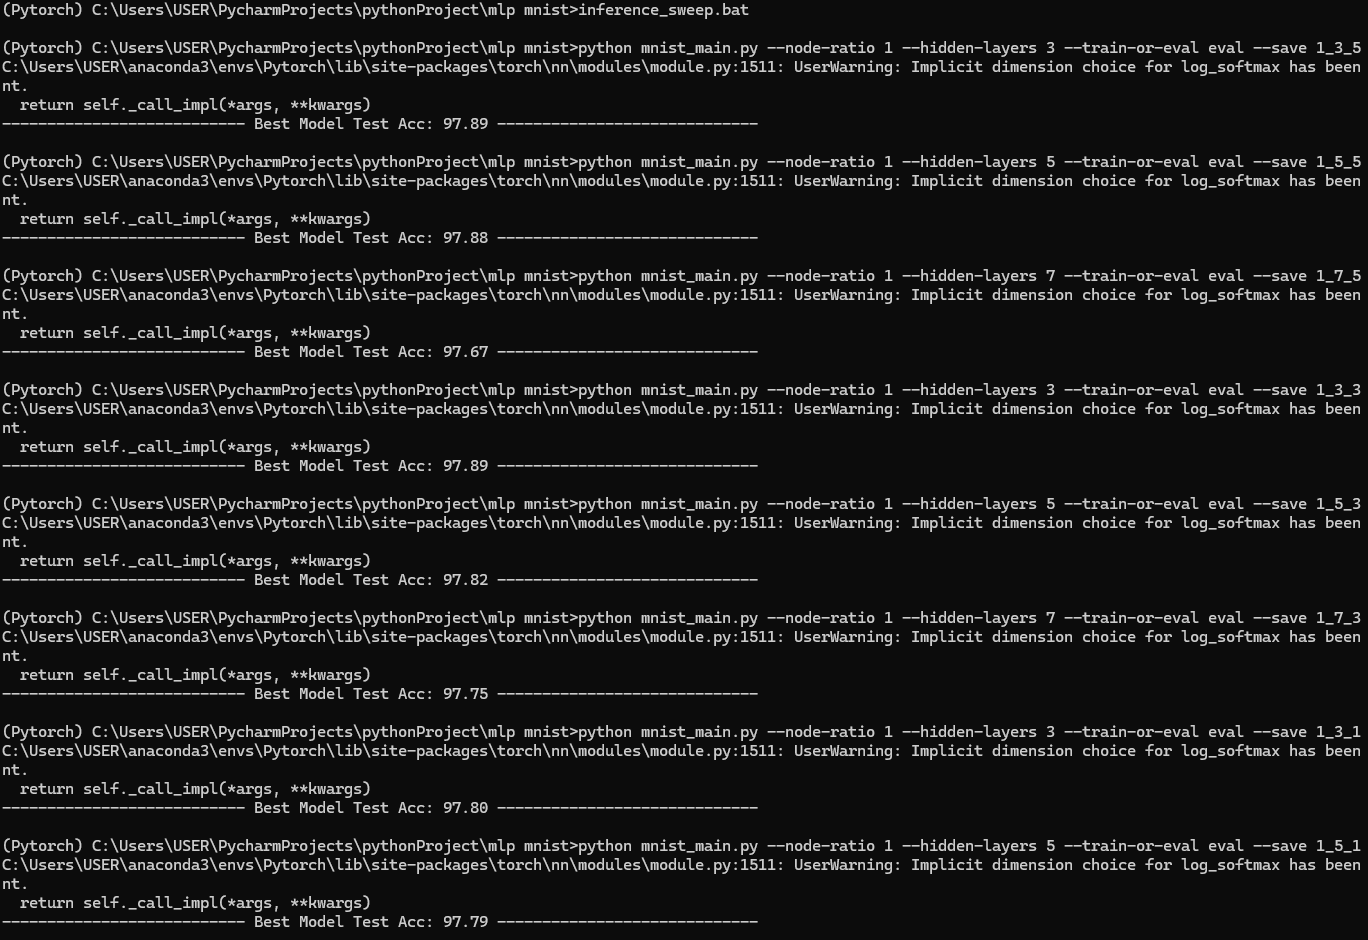 (Pytorch) C:\Users\USER\PycharmProjects\pythonProject\mlp mnist>inference_sweep.bat
(Pytorch) C:\Users\USER\PycharmProjects\pythonProject\mlp mnist>python mnist_main.py --node-ratio 1 --hidden-layers 3 --train-or-eval eval --save 1_3_5
C:\Users\USER\anaconda3\envs\Pytorch\lib\site-packages\torch\nn\modules\module.py:1511: UserWarning: Implicit dimension choice for log_softmax has been
nt.
  return self._call_impl(*args, **kwargs)
--------------------------- Best Model Test Acc: 97.89 -----------------------------
(Pytorch) C:\Users\USER\PycharmProjects\pythonProject\mlp mnist>python mnist_main.py --node-ratio 1 --hidden-layers 5 --train-or-eval eval --save 1_5_5
C:\Users\USER\anaconda3\envs\Pytorch\lib\site-packages\torch\nn\modules\module.py:1511: UserWarning: Implicit dimension choice for log_softmax has been
nt.
  return self._call_impl(*args, **kwargs)
--------------------------- Best Model Test Acc: 97.88 -----------------------------
(Pytorch) C:\Users\USER\PycharmProjects\pythonProject\mlp mnist>python mnist_main.py --node-ratio 1 --hidden-layers 7 --train-or-eval eval --save 1_7_5
C:\Users\USER\anaconda3\envs\Pytorch\lib\site-packages\torch\nn\modules\module.py:1511: UserWarning: Implicit dimension choice for log_softmax has been
nt.
  return self._call_impl(*args, **kwargs)
--------------------------- Best Model Test Acc: 97.67 -----------------------------
(Pytorch) C:\Users\USER\PycharmProjects\pythonProject\mlp mnist>python mnist_main.py --node-ratio 1 --hidden-layers 3 --train-or-eval eval --save 1_3_3
C:\Users\USER\anaconda3\envs\Pytorch\lib\site-packages\torch\nn\modules\module.py:1511: UserWarning: Implicit dimension choice for log_softmax has been
nt.
  return self._call_impl(*args, **kwargs)
--------------------------- Best Model Test Acc: 97.89 -----------------------------
(Pytorch) C:\Users\USER\PycharmProjects\pythonProject\mlp mnist>python mnist_main.py --node-ratio 1 --hidden-layers 5 --train-or-eval eval --save 1_5_3
C:\Users\USER\anaconda3\envs\Pytorch\lib\site-packages\torch\nn\modules\module.py:1511: UserWarning: Implicit dimension choice for log_softmax has been
nt.
  return self._call_impl(*args, **kwargs)
--------------------------- Best Model Test Acc: 97.82 -----------------------------
(Pytorch) C:\Users\USER\PycharmProjects\pythonProject\mlp mnist>python mnist_main.py --node-ratio 1 --hidden-layers 7 --train-or-eval eval --save 1_7_3
C:\Users\USER\anaconda3\envs\Pytorch\lib\site-packages\torch\nn\modules\module.py:1511: UserWarning: Implicit dimension choice for log_softmax has been
nt.
  return self._call_impl(*args, **kwargs)
--------------------------- Best Model Test Acc: 97.75 -----------------------------
(Pytorch) C:\Users\USER\PycharmProjects\pythonProject\mlp mnist>python mnist_main.py --node-ratio 1 --hidden-layers 3 --train-or-eval eval --save 1_3_1
C:\Users\USER\anaconda3\envs\Pytorch\lib\site-packages\torch\nn\modules\module.py:1511: UserWarning: Implicit dimension choice for log_softmax has been
nt.
  return self._call_impl(*args, **kwargs)
--------------------------- Best Model Test Acc: 97.80 -----------------------------
(Pytorch) C:\Users\USER\PycharmProjects\pythonProject\mlp mnist>python mnist_main.py --node-ratio 1 --hidden-layers 5 --train-or-eval eval --save 1_5_1
C:\Users\USER\anaconda3\envs\Pytorch\lib\site-packages\torch\nn\modules\module.py:1511: UserWarning: Implicit dimension choice for log_softmax has been
nt.
  return self._call_impl(*args, **kwargs)
--------------------------- Best Model Test Acc: 97.79 -----------------------------